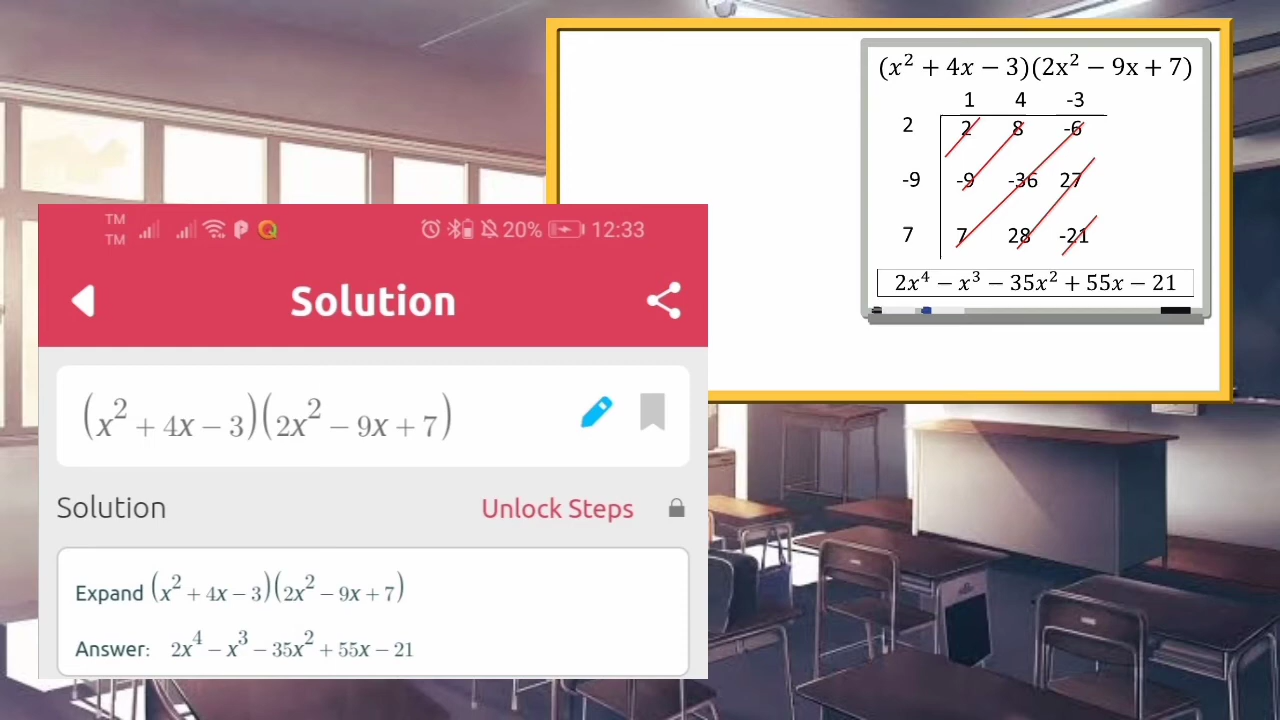 (x² + 4x − 3)(2x² − 9x + 7)
1 4 -3
2 2 8 -6
-9 -9 -36 27
7 7 28 -21
2x⁴ − x³ − 35x² + 55x − 21
TM
TM
20% 12:33
Solution
(x² + 4x − 3)(2x² − 9x + 7)
Solution Unlock Steps
Expand (x² + 4x − 3)(2x² − 9x + 7)
Answer: 2x⁴ − x³ − 35x² + 55x − 21